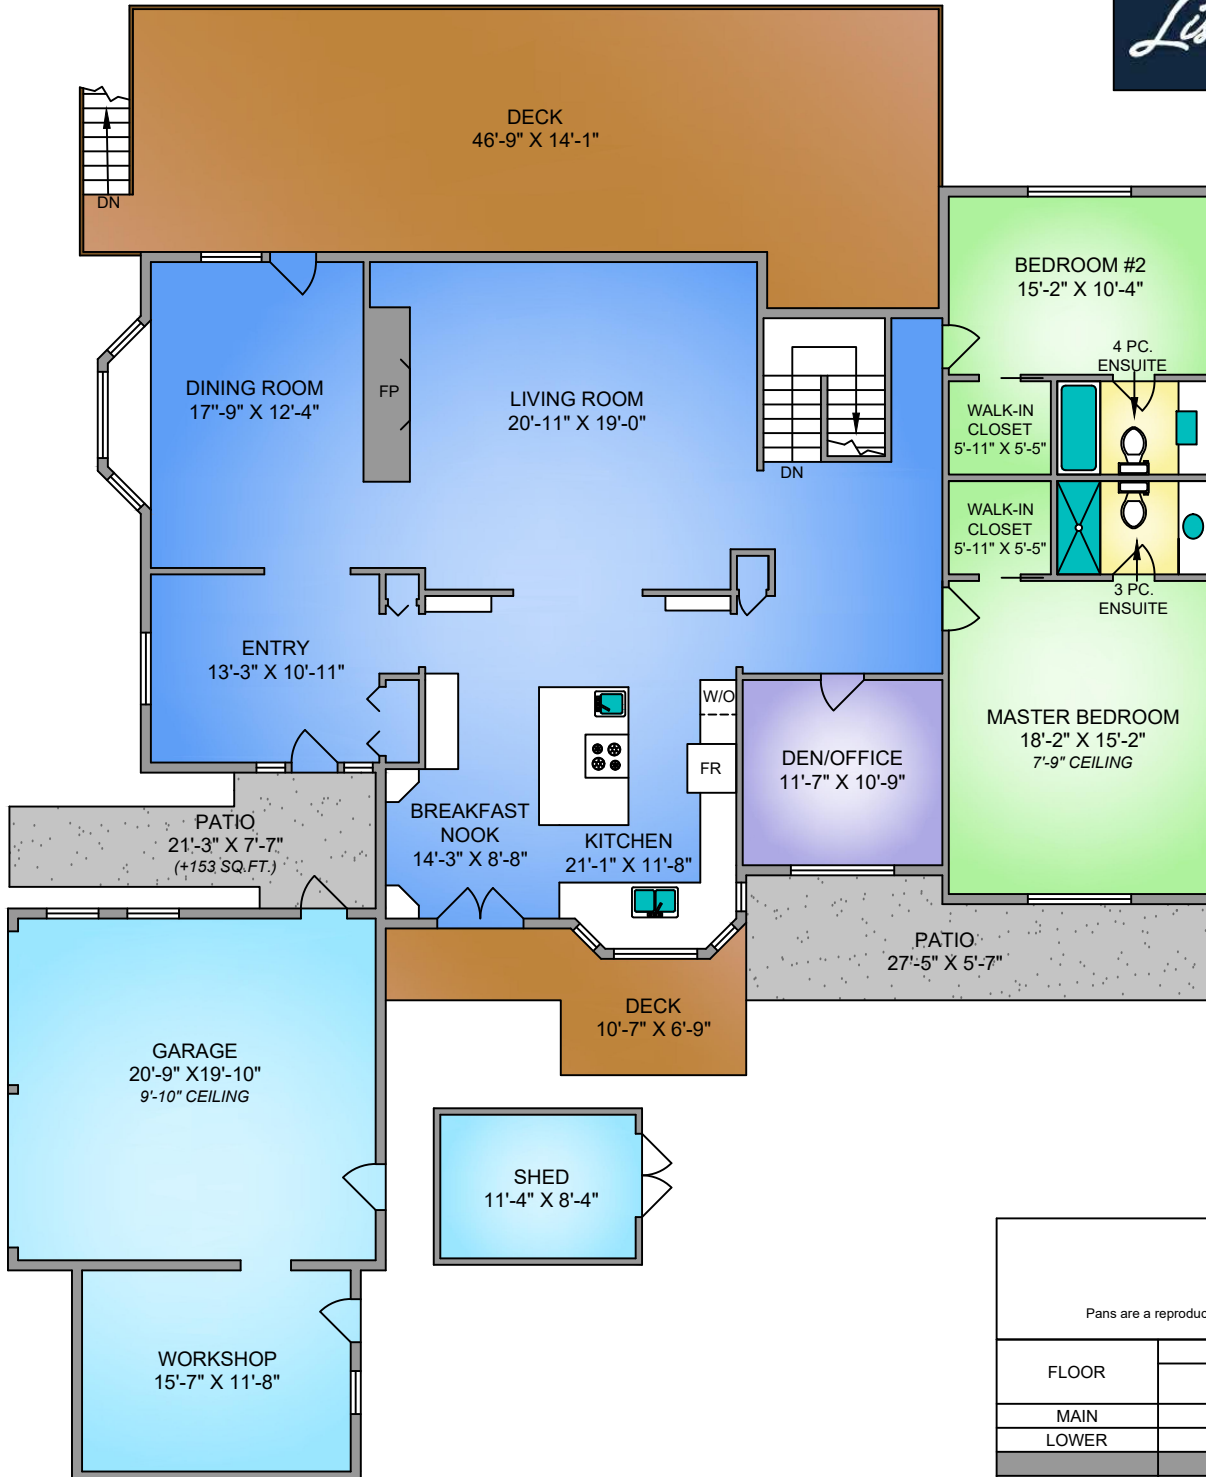 DECK
46'-9" X 14'-1"
DN
BEDROOM #2
15'-2" X 10'-4"
4 PC.
ENSUITE
DINING ROOM
17"-9" X 12'-4"
FP
LIVING ROOM
20'-11" X 19'-0"
DN
WALK-IN
CLOSET
5'-11" X 5'-5"
WALK-IN
CLOSET
5'-11" X 5'-5"
3 PC.
ENSUITE
ENTRY
13'-3" X 10'-11"
W/O
FR
DEN/OFFICE
11'-7" X 10'-9"
MASTER BEDROOM
18'-2" X 15'-2"
7'-9" CEILING
PATIO
21'-3" X 7'-7"
(+153 SQ.FT.)
BREAKFAST
NOOK
14'-3" X 8'-8"
KITCHEN
21'-1" X 11'-8"
PATIO
27'-5" X 5'-7"
DECK
10'-7" X 6'-9"
GARAGE
20'-9" X19'-10"
9'-10" CEILING
SHED
11'-4" X 8'-4"
WORKSHOP
15'-7" X 11'-8"
Pans are a reproduc
FLOOR
MAIN
LOWER